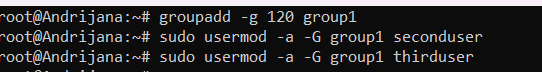 root@Andrijana:~# groupadd -g 120 group1
root@Andrijana:~# sudo usermod -a -G group1 seconduser
root@Andrijana:~# sudo usermod -a -G group1 thirduser